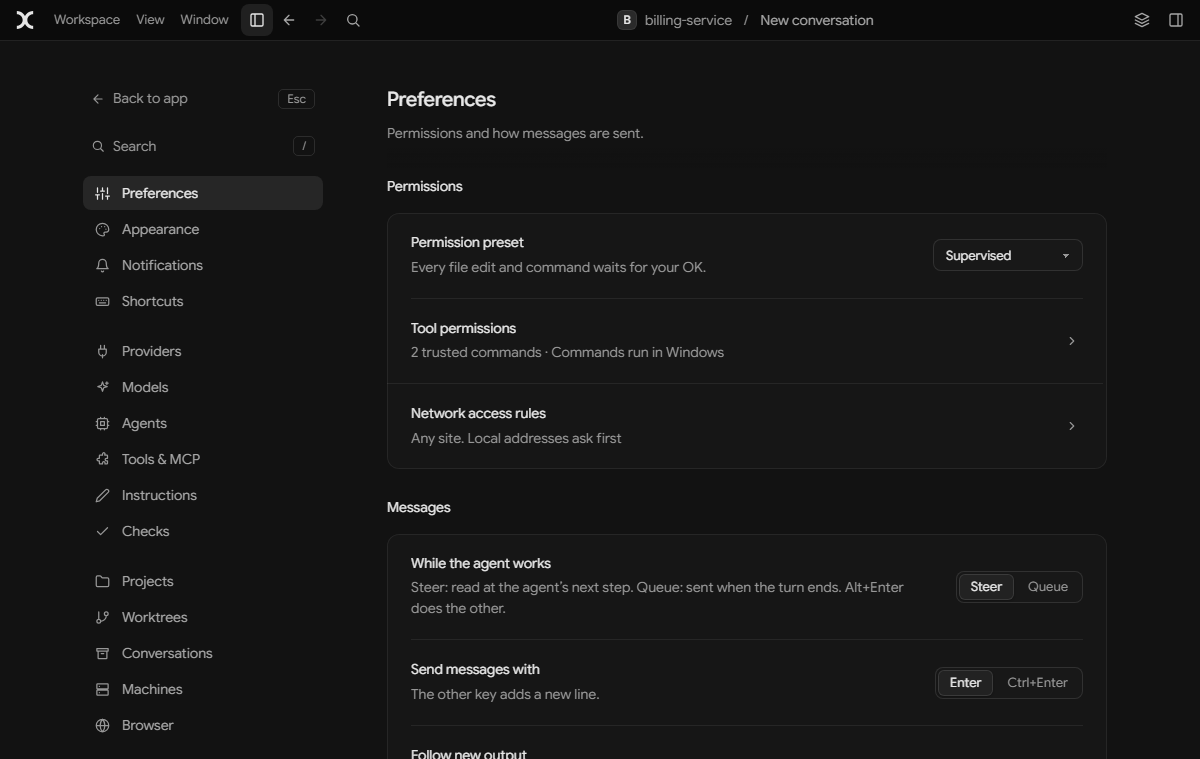 Workspace View Window
B billing-service / New conversation
Back to app Esc
Search /
Preferences
Appearance
Notifications
Shortcuts
Providers
Models
Agents
Tools & MCP
Instructions
Checks
Projects
Worktrees
Conversations
Machines
Browser
Preferences
Permissions and how messages are sent.
Permissions
Permission preset
Every file edit and command waits for your OK.
Supervised
Tool permissions
2 trusted commands · Commands run in Windows
Network access rules
Any site. Local addresses ask first
Messages
While the agent works
Steer: read at the agent's next step. Queue: sent when the turn ends. Alt+Enter
does the other.
Steer Queue
Send messages with
The other key adds a new line.
Enter Ctrl+Enter
Follow new output